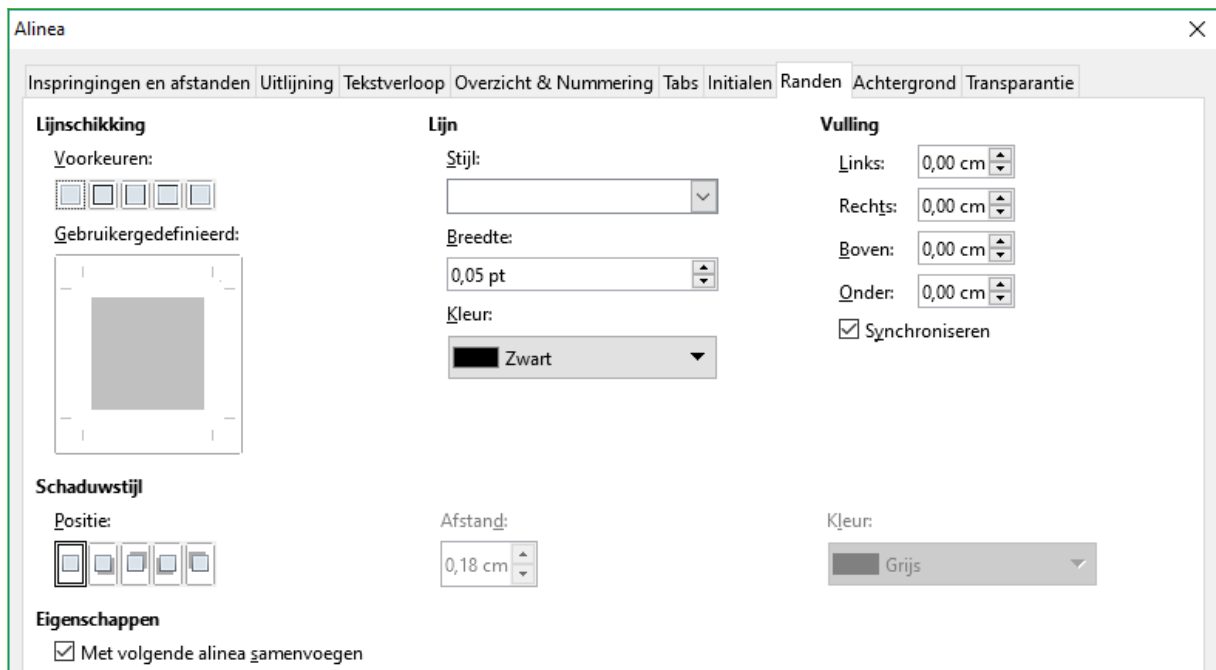 Alinea
Inspringingen en afstanden Uitlijning Tekstverloop Overzicht & Nummering Tabs Initialen Randen Achtergrond Transparantie
Lijnschikking
Voorkeuren:
Gebruikergedefinieerd:
Lijn
Stijl:
Breedte:
0,05 pt
Kleur:
Zwart
Vulling
Links: 0,00 cm
Rechts: 0,00 cm
Boven: 0,00 cm
Onder: 0,00 cm
Synchroniseren
Schaduwstijl
Positie:
Afstand:
0,18 cm
Kleur:
Grijs
Eigenschappen
Met volgende alinea samenvoegen